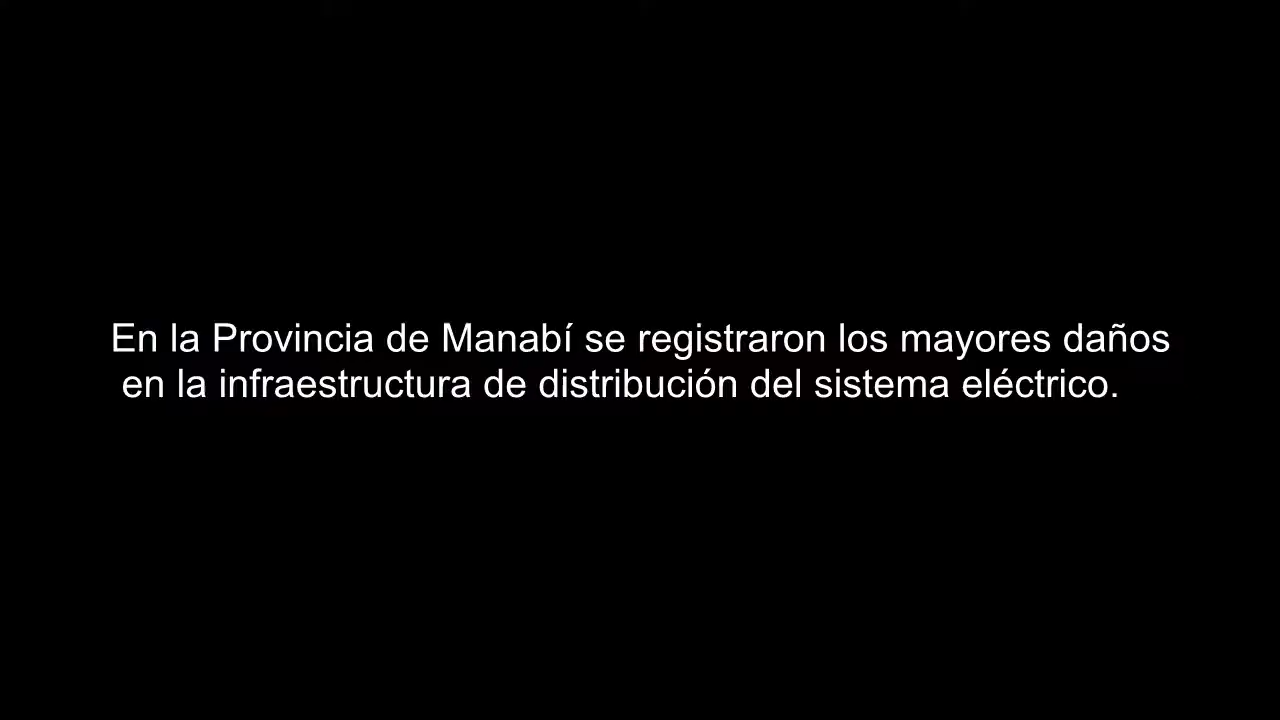 En la Provincia de Manabí se registraron los mayores daños
en la infraestructura de distribución del sistema eléctrico.